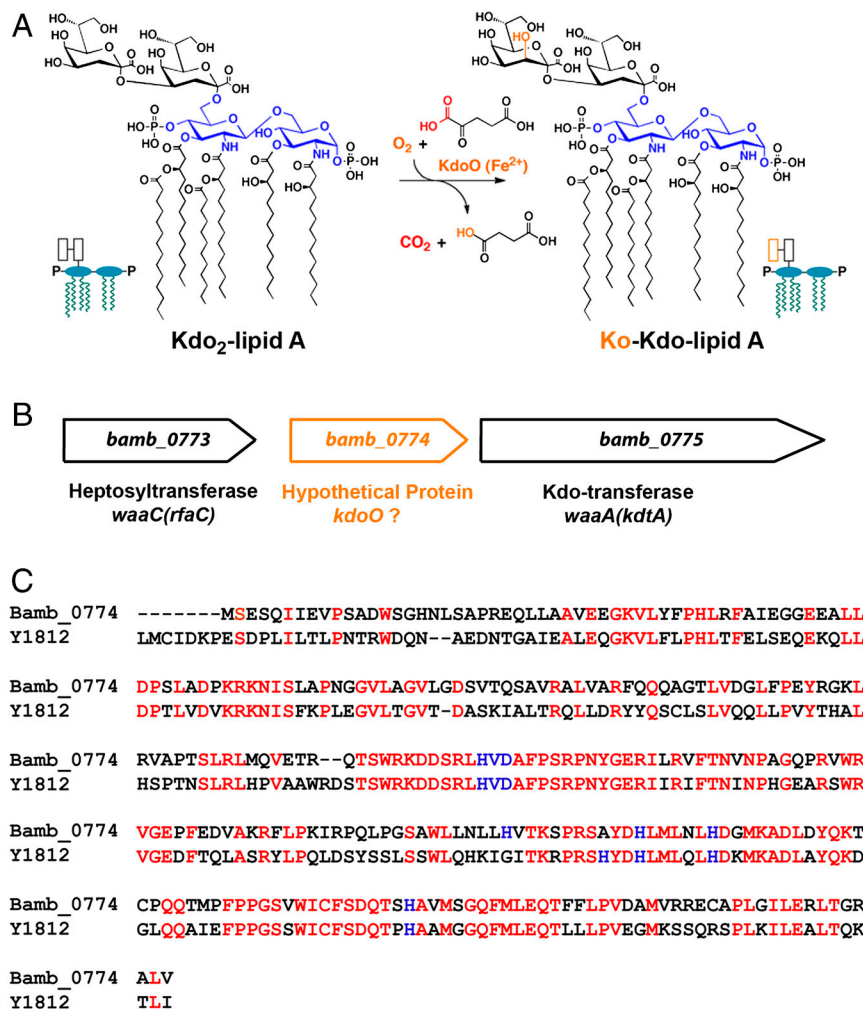 A
Kdo₂-lipid A
O₂ +
KdoO (Fe²⁺)
CO₂ +
Ko-Kdo-lipid A
B
bamb_0773 bamb_0774 bamb_0775
Heptosyltransferase Hypothetical Protein Kdo-transferase
waaC(rfaC) kdoO ? waaA(kdtA)
C
Bamb_0774 -------MSESQIIEVPSADWSGHNLSAPREQLLAAVEEGKVLYFPHLRFAIEGGEEALL
Y1812 LMCIDKPESDPLILTLPNTRWDQN--AEDNTGAIEALEQGKVLFLPHLTFELSEQEKQLL
Bamb_0774 DPSLADPKRKNISLAPNGGVLAGVLGDSVTQSAVRALVARFQQQAGTLVDGLFPEYRGKL
Y1812 DPTLVDVKRKNISFKPLEGVLTGVT-DASKIALTRQLLDRYYQSCLSLVQQLLPVYTHAL
Bamb_0774 RVAPTSLRLMQVETR--QTSWRKDDSRLHVDAFPSRPNYGERILRVFTNVNPAGQPRVWR
Y1812 HSPTNSLRLHPVAAWRDSTSWRKDDSRLHVDAFPSRPNYGERIIRIFTNINPHGEARSWR
Bamb_0774 VGEPFEDVAKRFLPKIRPQLPGSAWLLNLLHVTKSPRSAYDHLMLNLHDGMKADLDYQKT
Y1812 VGEDFTQLASRYLPQLDSYSSLSSWLQHKIGITKRPRSHYDHLMLQLHDKMKADLAYQKD
Bamb_0774 CPQQTMPFPPGSVWICFSDQTSHAVMSGQFMLEQTFFLPVDAMVRRECAPLGILERLTGR
Y1812 GLQQAIEFPPGSSWICFSDQTPHAAMGGQFMLEQTLLLPVEGMKSSQRSPLKILEALTQK
Bamb_0774 ALV
Y1812 TLI